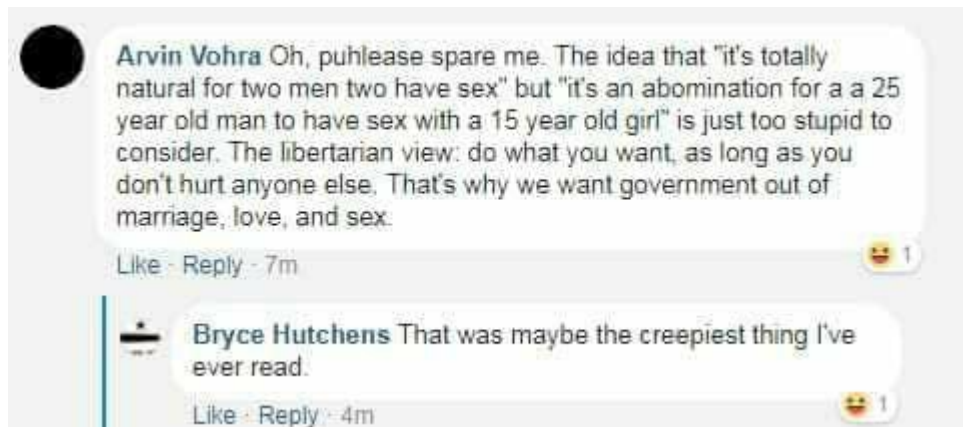 Arvin Vohra Oh, puhlease spare me. The idea that "it's totally
natural for two men two have sex" but "it's an abomination for a a 25
year old man to have sex with a 15 year old girl" is just too stupid to
consider. The libertarian view: do what you want, as long as you
don't hurt anyone else. That's why we want government out of
marriage, love, and sex.
Like · Reply · 7m
1
Bryce Hutchens That was maybe the creepiest thing I've
ever read.
Like · Reply · 4m
1